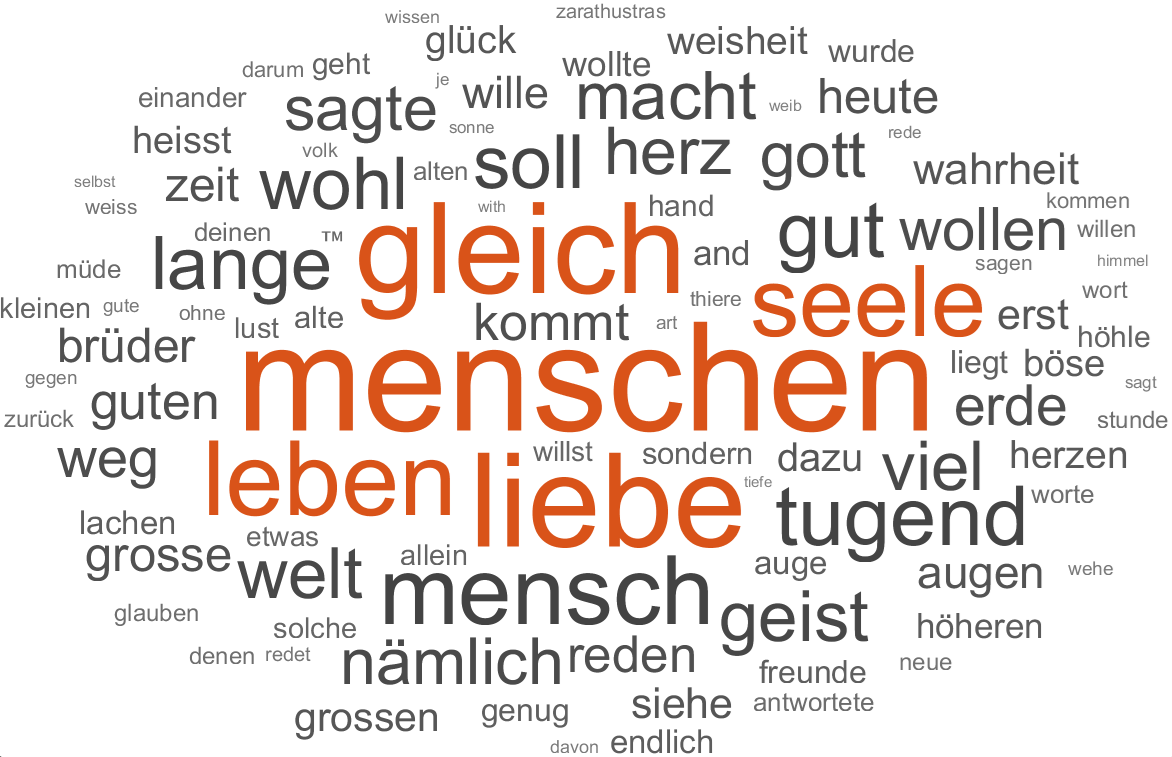 wissen zarathustras
glück weisheit wurde
darum geht wollte
einander je wille macht weib heute
sagte
heisst sonne rede
volk soll herz gott
selbst zeit wohl alten wahrheit
weiss with hand kommen
deinen ™ gleich and gut wollen willen
müde lange sagen himmel
kleinen gute ohne thiere seele wort
lust alte kommt art erst höhle
brüder menschen liegt böse
gegen sagt
zurück guten erde stunde
weg willst sondern dazu viel herzen
leben liebe tiefe worte
lachen etwas tugend
grosse allein auge augen wehe
welt mensch
glauben solche geist höheren
denen redet nämlich reden freunde neue
grossen genug siehe antwortete
davon endlich